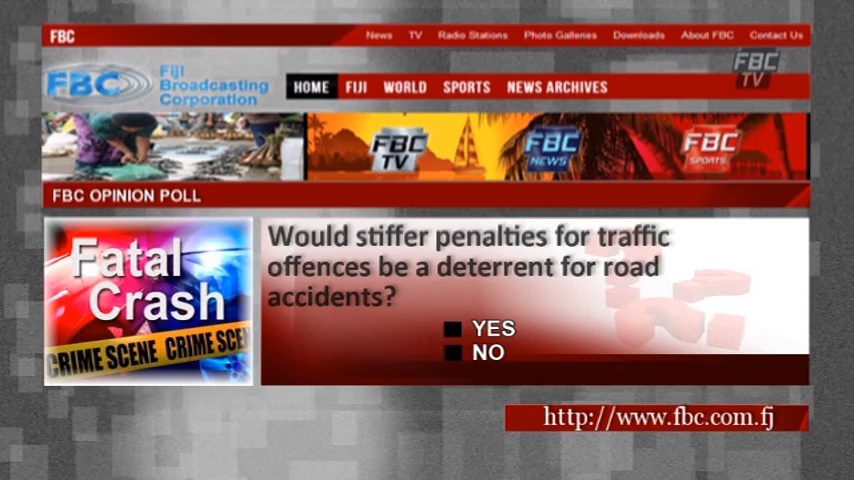 FBC News TV Radio Stations Photo Galleries Downloads About FBC Contact Us
FBC
TV
FBC
Fiji
Broadcasting
Corporation
HOME FIJI WORLD SPORTS NEWS ARCHIVES
FBC
TV
FBC
NEWS
FBC
SPORTS
FBC OPINION POLL
Fatal
Crash
CRIME SCENE CRIME SCEN
Would stiffer penalties for traffic
offences be a deterrent for road
accidents?
YES
NO
http://www.fbc.com.fj